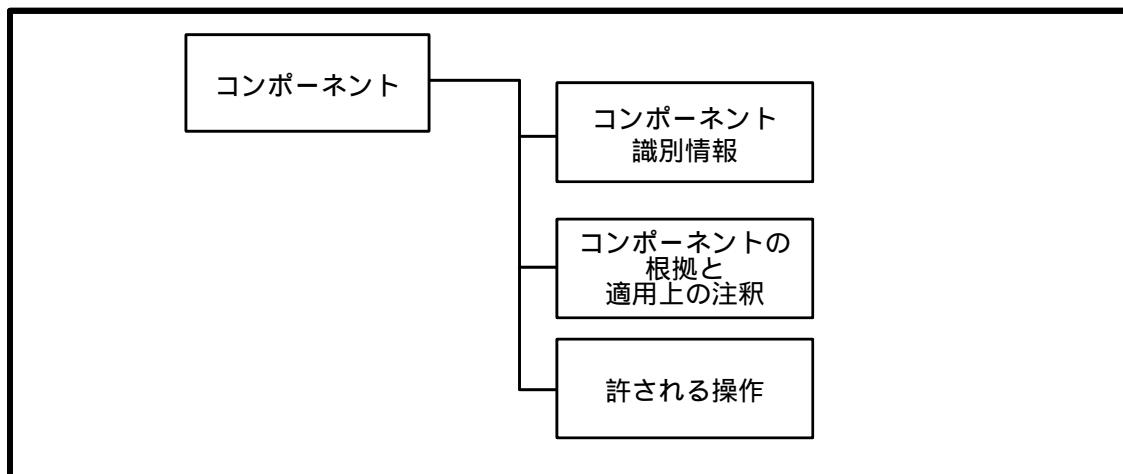 コンポーネント
コンポーネント
識別情報
コンポーネントの
根拠と
適用上の注釈
許される操作